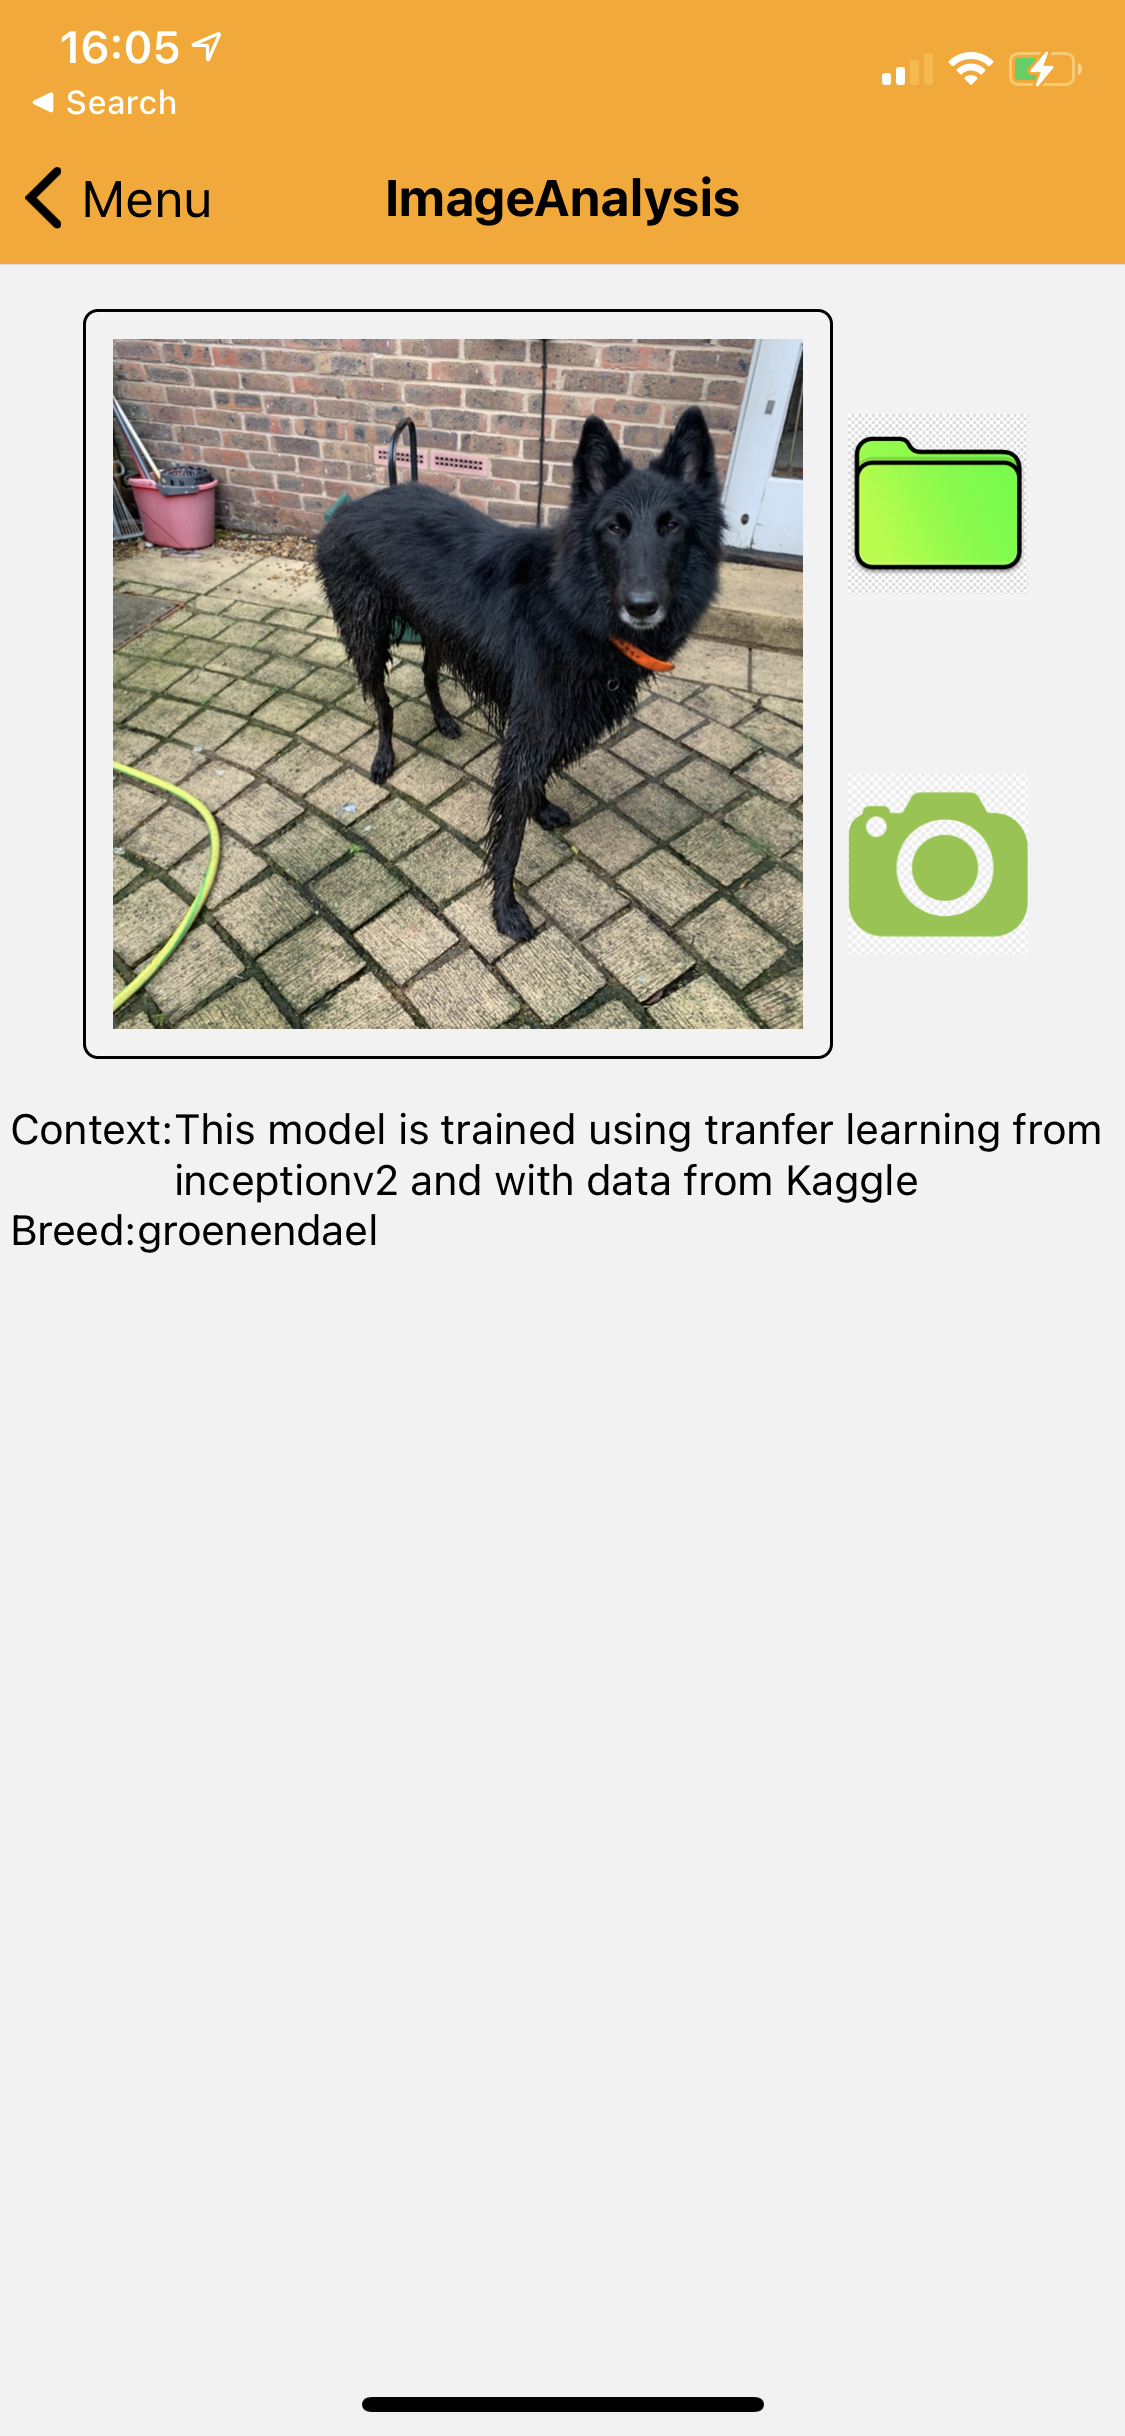 16:05
Search
Menu
ImageAnalysis
Context:This model is trained using tranfer learning from
inceptionv2 and with data from Kaggle
Breed:groenendael